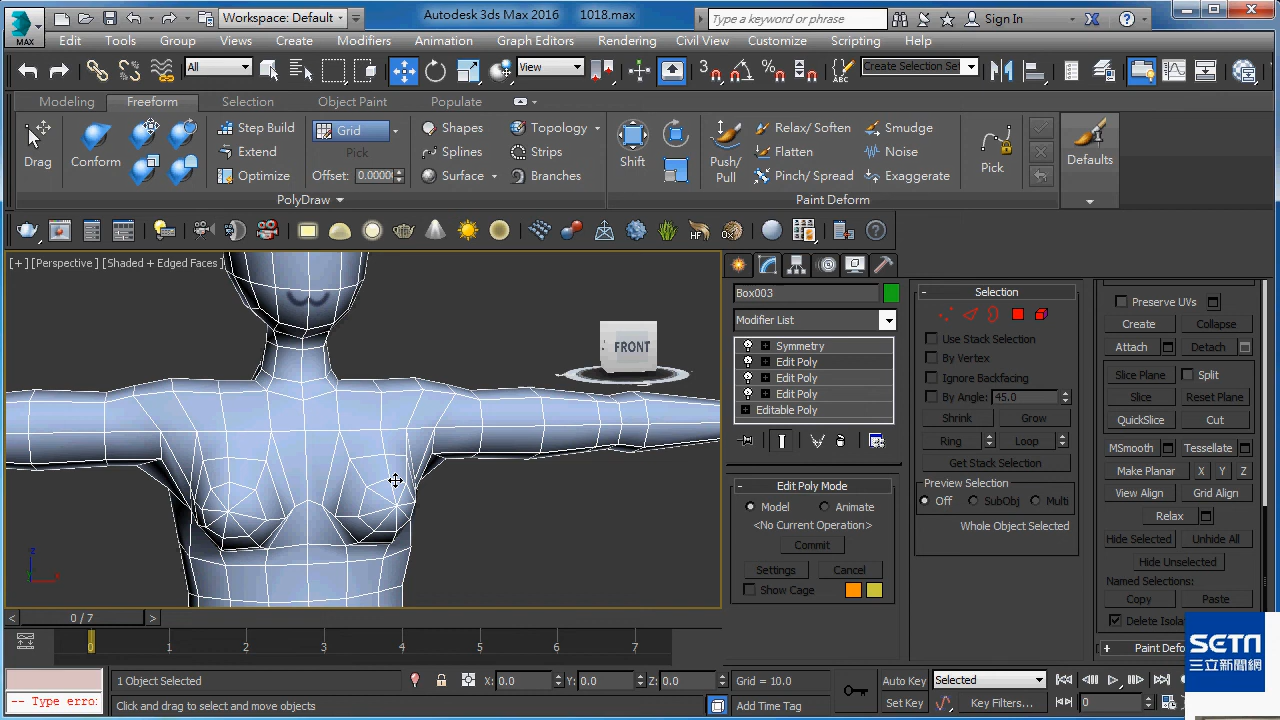 Workspace: Default
Autodesk 3ds Max 2016
1018.max
Type a keyword or phrase
Sign In
MAX
Edit Tools Group Views Create Modifiers Animation Graph Editors Rendering Civil View Customize Scripting Help
All
View
Create Selection Se
Modeling Freeform Selection Object Paint Populate
Drag
Conform
Step Build
Extend
Optimize
Grid
Pick
Offset: 0.0000
Shapes
Splines
Surface
Topology
Strips
Branches
Shift
Push/
Pull
Relax/ Soften
Flatten
Pinch/ Spread
Smudge
Noise
Exaggerate
Pick
Defaults
PolyDraw
Paint Deform
HF
[+] [Perspective] [Shaded + Edged Faces]
FRONT
z
x
Box003
Modifier List
Symmetry
Edit Poly
Edit Poly
Edit Poly
Editable Poly
- Edit Poly Mode
Model Animate
<No Current Operation>
Commit
Settings Cancel
Show Cage
- Selection
Use Stack Selection
By Vertex
Ignore Backfacing
By Angle: 45.0
Shrink Grow
Ring Loop
Get Stack Selection
Preview Selection
Off SubObj Multi
Whole Object Selected
Preserve UVs
Create Collapse
Attach Detach
Slice Plane Split
Slice Reset Plane
QuickSlice Cut
MSmooth Tessellate
Make Planar X Y Z
View Align Grid Align
Relax
Hide Selected Unhide All
Hide Unselected
Named Selections:
Copy Paste
Delete Isola
+ Paint Defo
< 0 / 7 >
0 1 2 3 4 5 6 7
1 Object Selected
X: 0.0 Y: 0.0 Z: 0.0
Grid = 10.0
Auto Key
Selected
-- Type erro:
Click and drag to select and move objects
Add Time Tag
Set Key
Key Filters...
0
SETN
三立新聞網